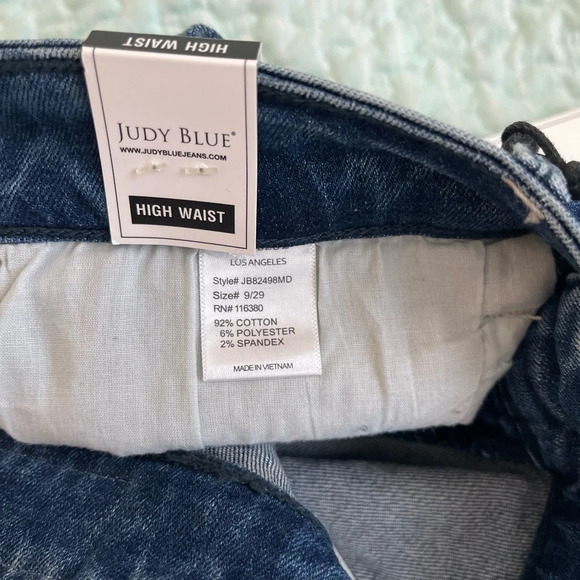 HIGH WAIST
JUDY BLUE®
WWW.JUDYBLUEJEANS.COM
HIGH WAIST
LOS ANGELES
Style# JB82498MD
Size# 9/29
RN# 116380
92% COTTON
6% POLYESTER
2% SPANDEX
MADE IN VIETNAM